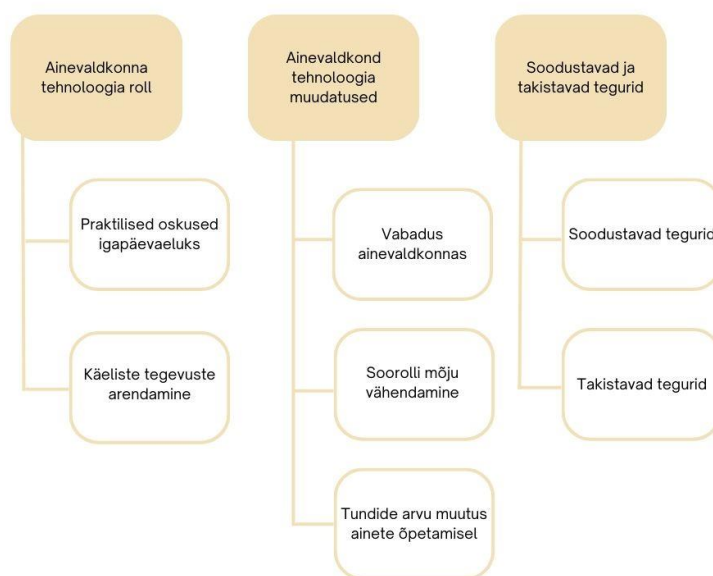 Ainevaldkonna
tehnoloogia roll
Praktilised oskused
igapäevaeluks
Käeliste tegevuste
arendamine
Ainevaldkond
tehnoloogia
muudatused
Vabadus
ainevaldkonnas
Soorolli mõju
vähendamine
Tundide arvu muutus
ainete õpetamisel
Soodustavad ja
takistavad tegurid
Soodustavad tegurid
Takistavad tegurid